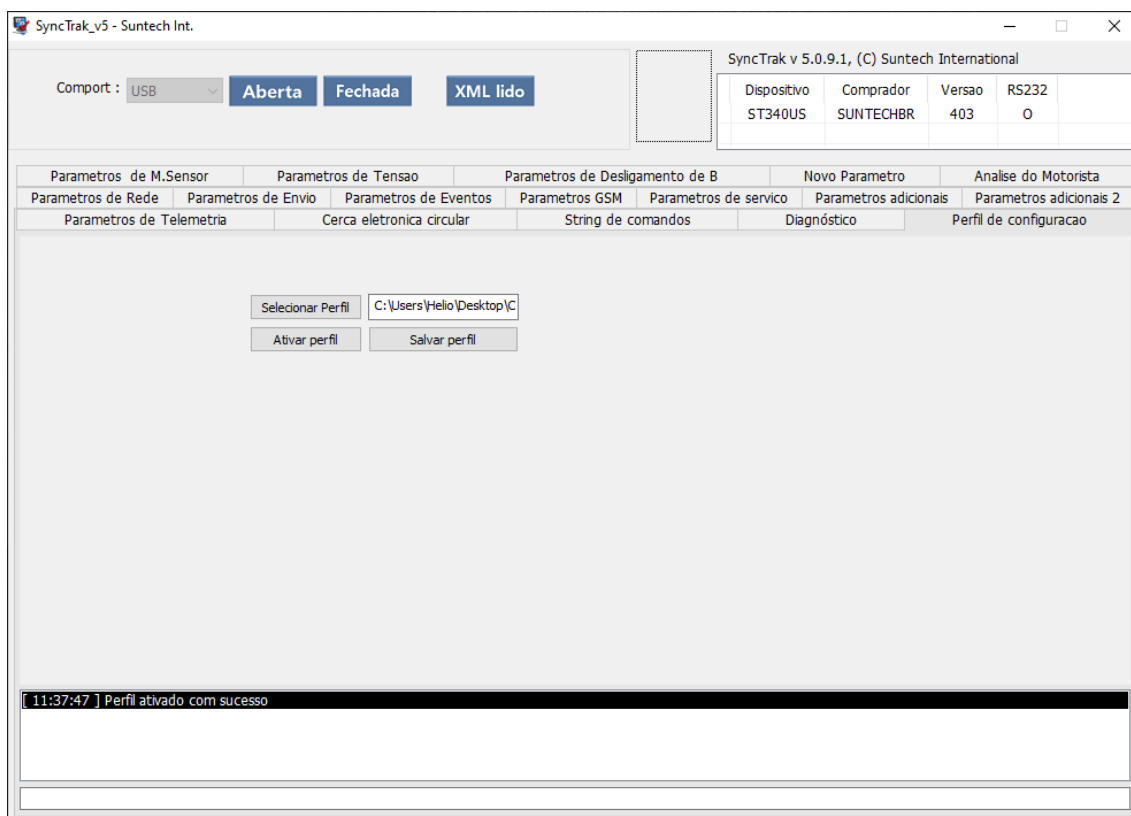 SyncTrak_v5 - Suntech Int.
SyncTrak v 5.0.9.1, (C) Suntech International
Comport : USB Aberta Fechada XML lido
Dispositivo Comprador Versao RS232
ST340US SUNTECHBR 403 O
Parametros de M.Sensor Parametros de Tensao Parametros de Desligamento de B Novo Parametro Analise do Motorista
Parametros de Rede Parametros de Envio Parametros de Eventos Parametros GSM Parametros de servico Parametros adicionais Parametros adicionais 2
Parametros de Telemetria Cerca eletronica circular String de comandos Diagnóstico Perfil de configuracao
Selecionar Perfil C:\Users\Helio\Desktop\C
Ativar perfil Salvar perfil
[ 11:37:47 ] Perfil ativado com sucesso